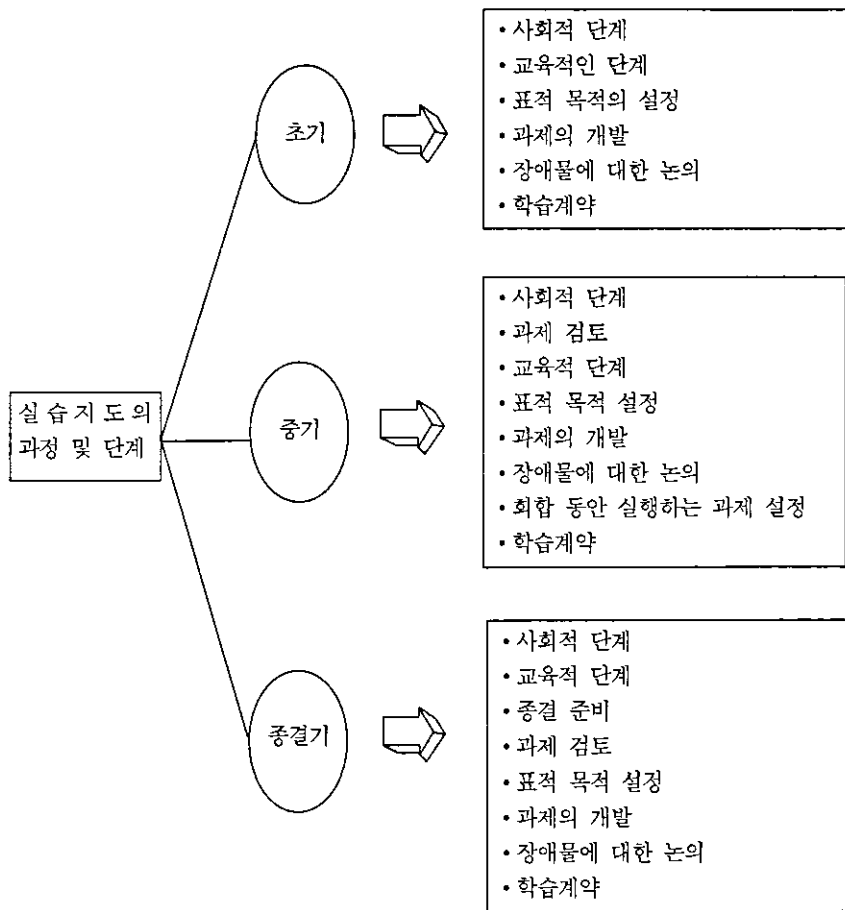 실습지도의
과정 및 단계
초기
• 사회적 단계
• 교육적인 단계
• 표적 목적의 설정
• 과제의 개발
• 장애물에 대한 논의
• 학습계약
중기
• 사회적 단계
• 과제 검토
• 교육적 단계
• 표적 목적 설정
• 과제의 개발
• 장애물에 대한 논의
• 회합 동안 실행하는 과제 설정
• 학습계약
종결기
• 사회적 단계
• 교육적 단계
• 종결 준비
• 과제 검토
• 표적 목적 설정
• 과제의 개발
• 장애물에 대한 논의
• 학습계약